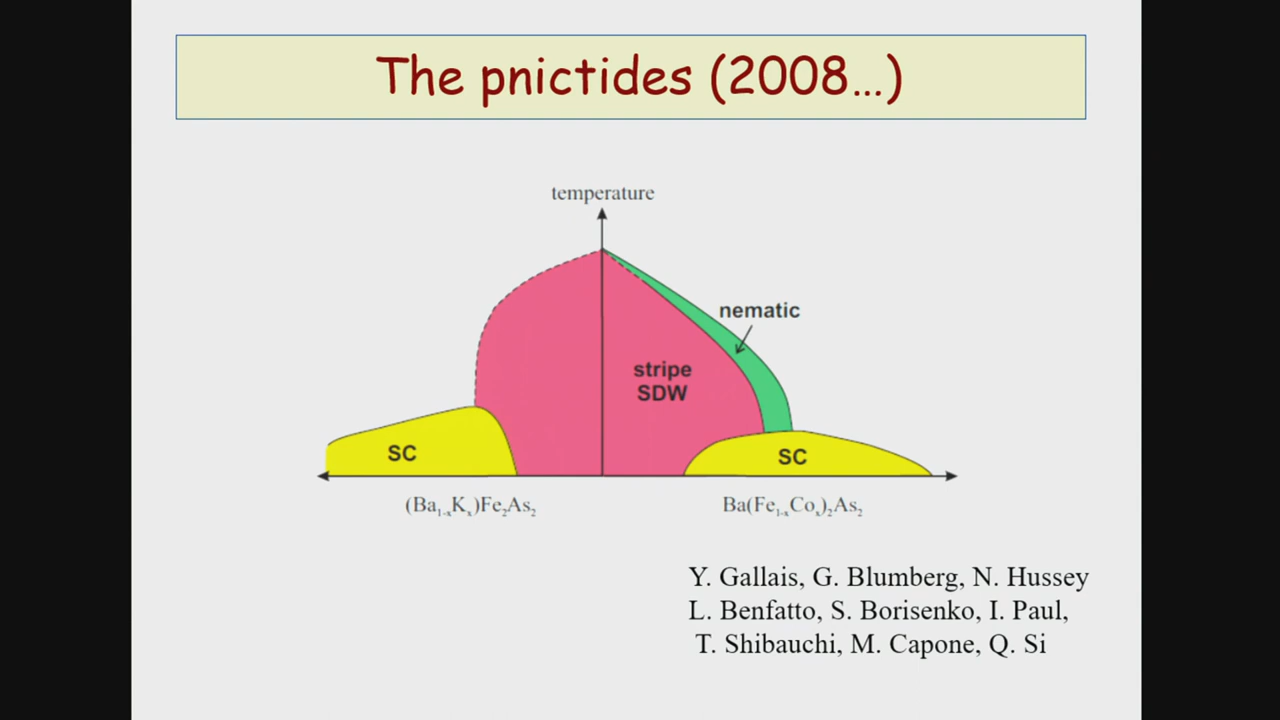 The pnictides (2008...)
temperature
nematic
stripe
SDW
SC
SC
(Ba₁₋ₓKₓ)Fe₂As₂
Ba(Fe₁₋ₓCoₓ)₂As₂
Y. Gallais, G. Blumberg, N. Hussey
L. Benfatto, S. Borisenko, I. Paul,
T. Shibauchi, M. Capone, Q. Si